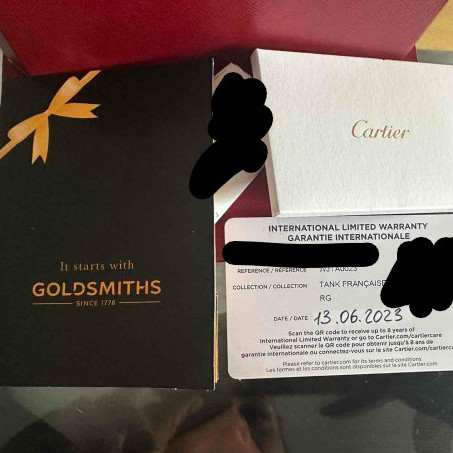 It starts with
GOLDSMITHS
SINCE 1778
Cartier
INTERNATIONAL LIMITED WARRANTY
GARANTIE INTERNATIONALE
REFERENCE / RÉFÉRENCE
COLLECTION / COLLECTION TANK FRANÇAISE
RG
DATE / DATE 13.06.2023
Scan the QR code to receive up to 8 years of
International Limited Warranty or go to Cartier.com/cartiercare
Veuillez scanner le QR code pour obtenir jusqu'à 8 ans de
garantie internationale ou connectez-vous sur le site Cartier.com/cartiercare
Please refer to cartier.com for its terms and conditions
Les termes et les conditions sont disponibles sur le site Cartier.com